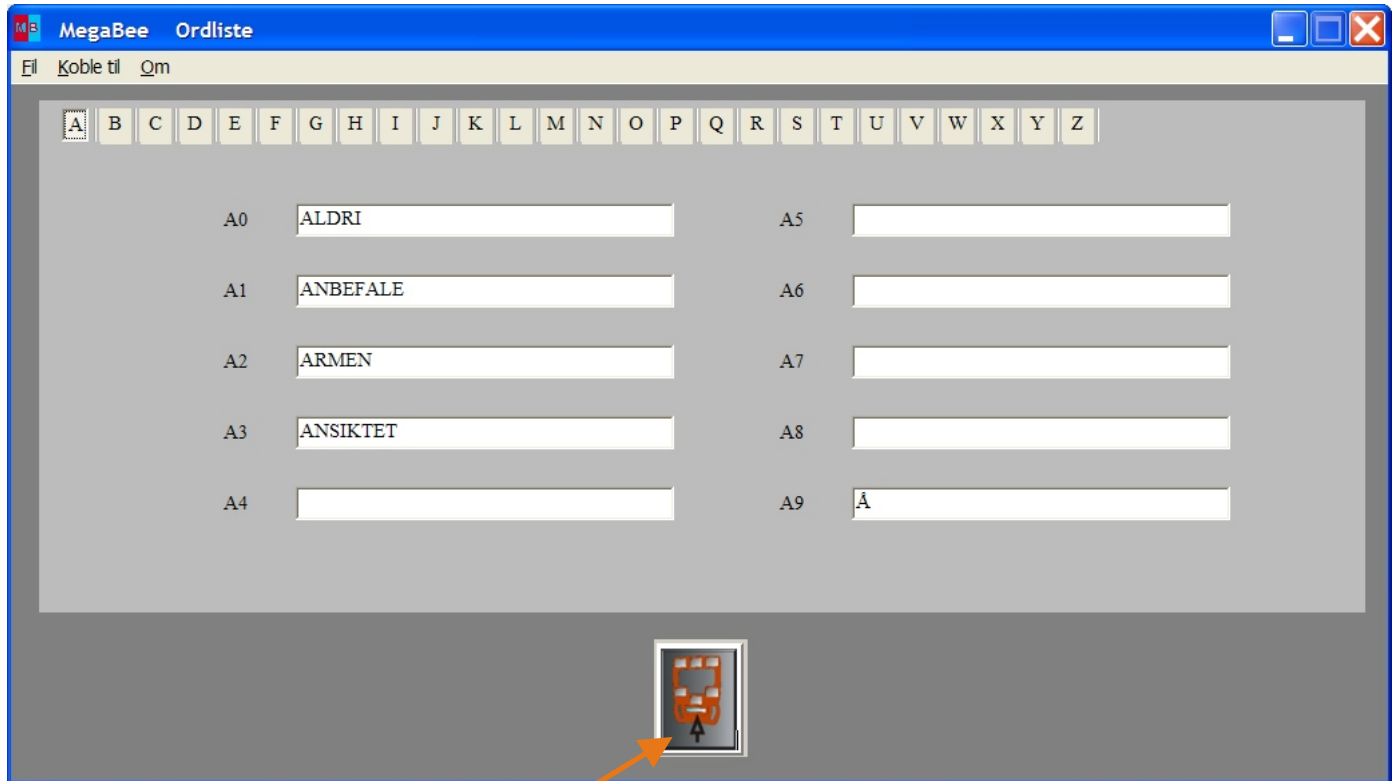 MB MegaBee Ordliste
Fil Koble til Om
A B C D E F G H I J K L M N O P Q R S T U V W X Y Z
A0 ALDRI A5
A1 ANBEFALE A6
A2 ARMEN A7
A3 ANSIKTET A8
A4 A9 Å